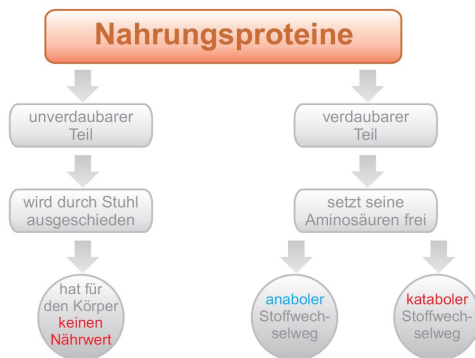 Nahrungsproteine
unverdaubarer
Teil
verdaubarer
Teil
wird durch Stuhl
ausgeschieden
setzt seine
Aminosäuren frei
hat für
den Körper
keinen
Nährwert
anaboler
Stoffwech-
selweg
kataboler
Stoffwech-
selweg